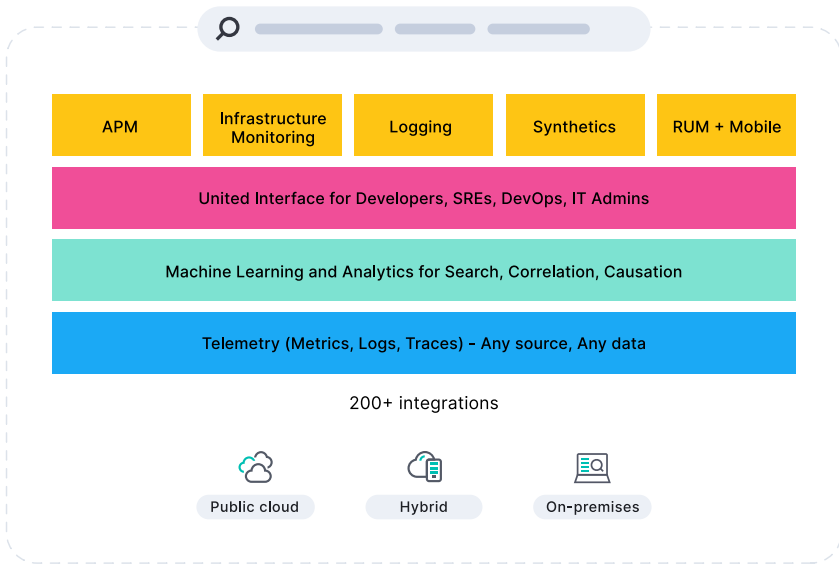 APM
Infrastructure
Monitoring
Logging
Synthetics
RUM + Mobile
United Interface for Developers, SREs, DevOps, IT Admins
Machine Learning and Analytics for Search, Correlation, Causation
Telemetry (Metrics, Logs, Traces) - Any source, Any data
200+ integrations
Public cloud
Hybrid
On-premises